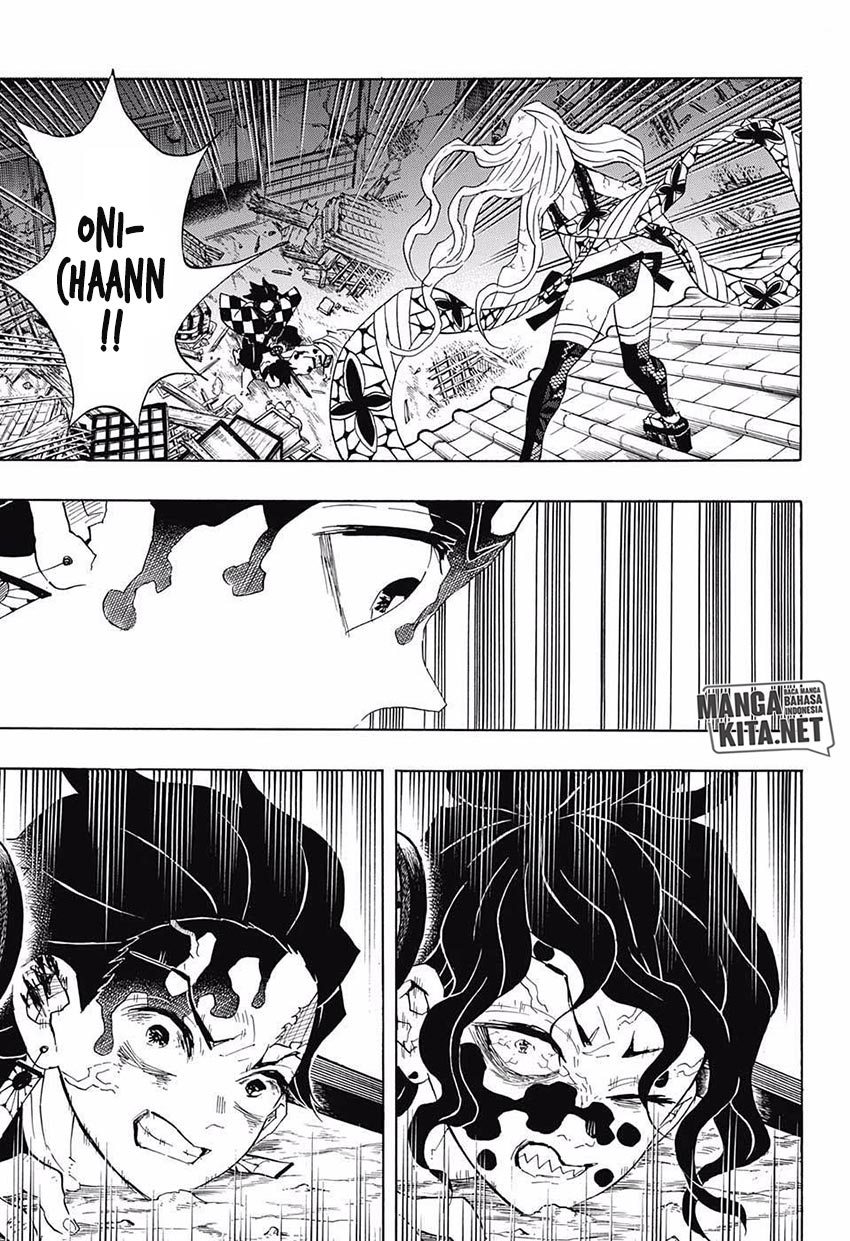 ONI-
CHAANN
!!
MANGA
KITA.NET
BACA MANGA
BAHASA
INDONESIA